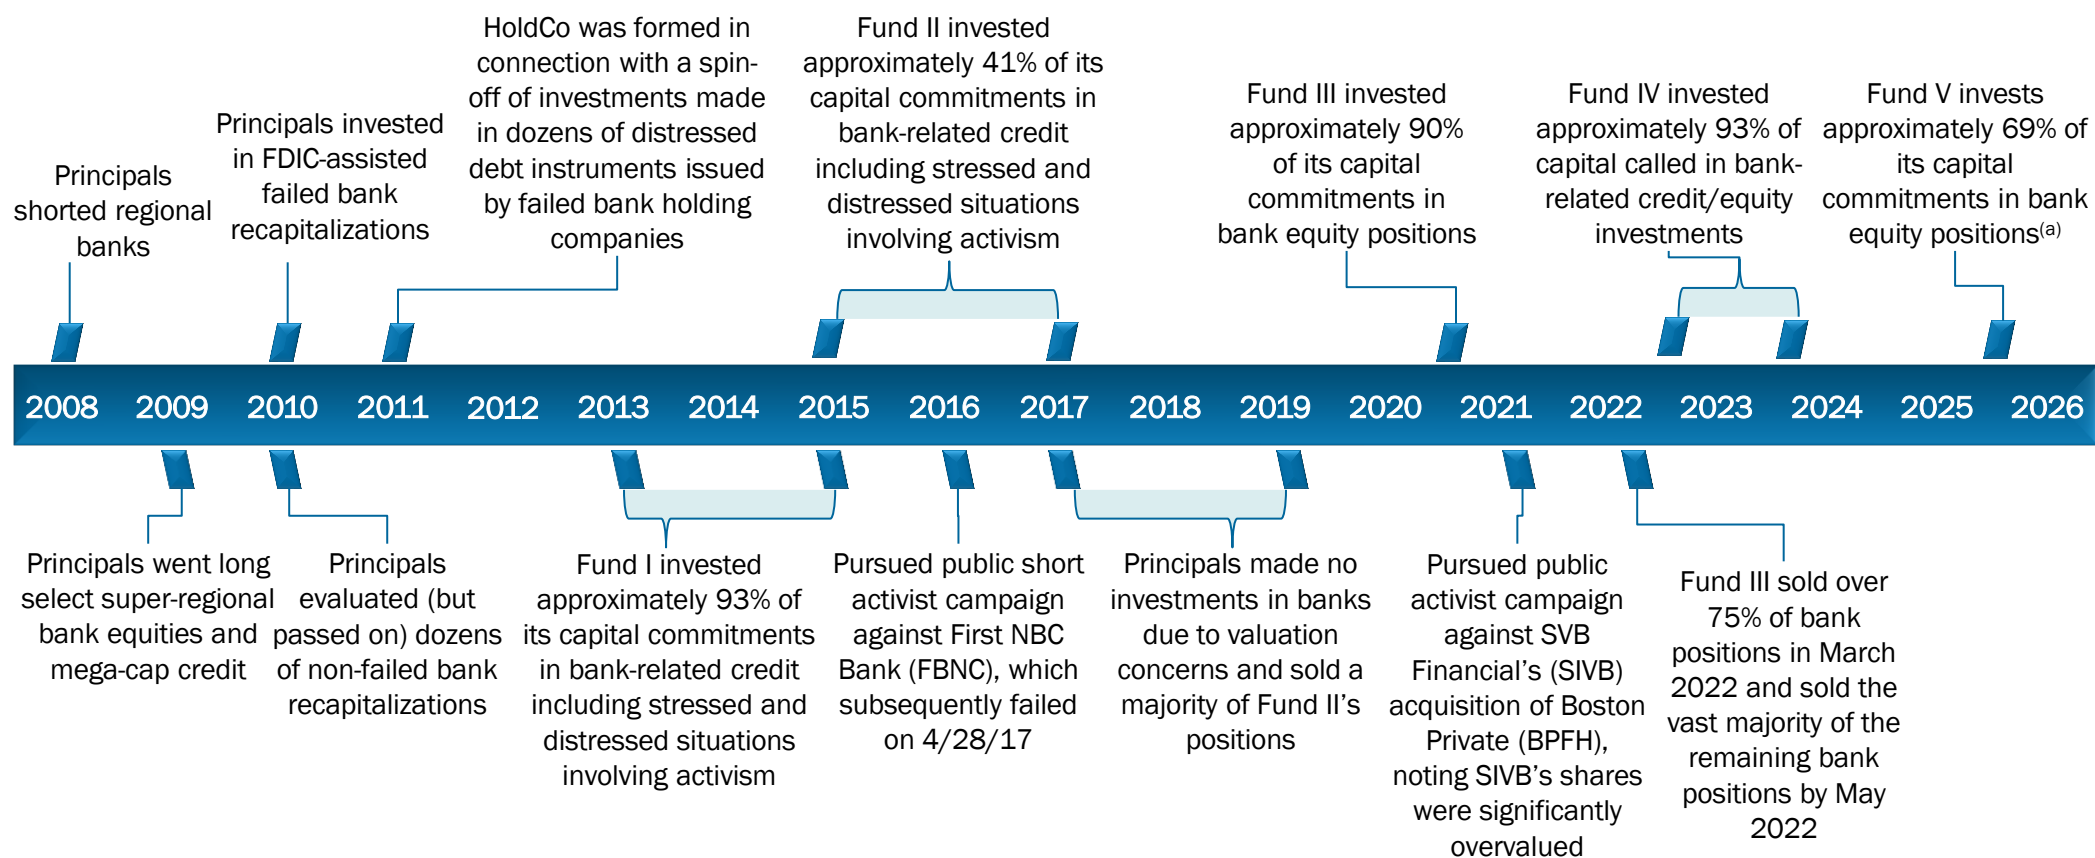 Principals
shorted regional
banks
Principals invested
in FDIC-assisted
failed bank
recapitalizations
HoldCo was formed in
connection with a spin-
off of investments made
in dozens of distressed
debt instruments issued
by failed bank holding
companies
Fund II invested
approximately 41% of its
capital commitments in
bank-related credit
including stressed and
distressed situations
involving activism
Fund III invested
approximately 90%
of its capital
commitments in
bank equity positions
Fund IV invested
approximately 93% of
capital called in bank-
related credit/equity
investments
Fund V invests
approximately 69% of
its capital
commitments in bank
equity positions(a)
2008 2009 2010 2011 2012 2013 2014 2015 2016 2017 2018 2019 2020 2021 2022 2023 2024 2025 2026
Principals went long
select super-regional
bank equities and
mega-cap credit
Principals
evaluated (but
passed on) dozens
of non-failed bank
recapitalizations
Fund I invested
approximately 93% of
its capital commitments
in bank-related credit
including stressed and
distressed situations
involving activism
Pursued public short
activist campaign
against First NBC
Bank (FBNC), which
subsequently failed
on 4/28/17
Principals made no
investments in banks
due to valuation
concerns and sold a
majority of Fund II's
positions
Pursued public
activist campaign
against SVB
Financial's (SIVB)
acquisition of Boston
Private (BPFH),
noting SIVB's shares
were significantly
overvalued
Fund III sold over
75% of bank
positions in March
2022 and sold the
vast majority of the
remaining bank
positions by May
2022